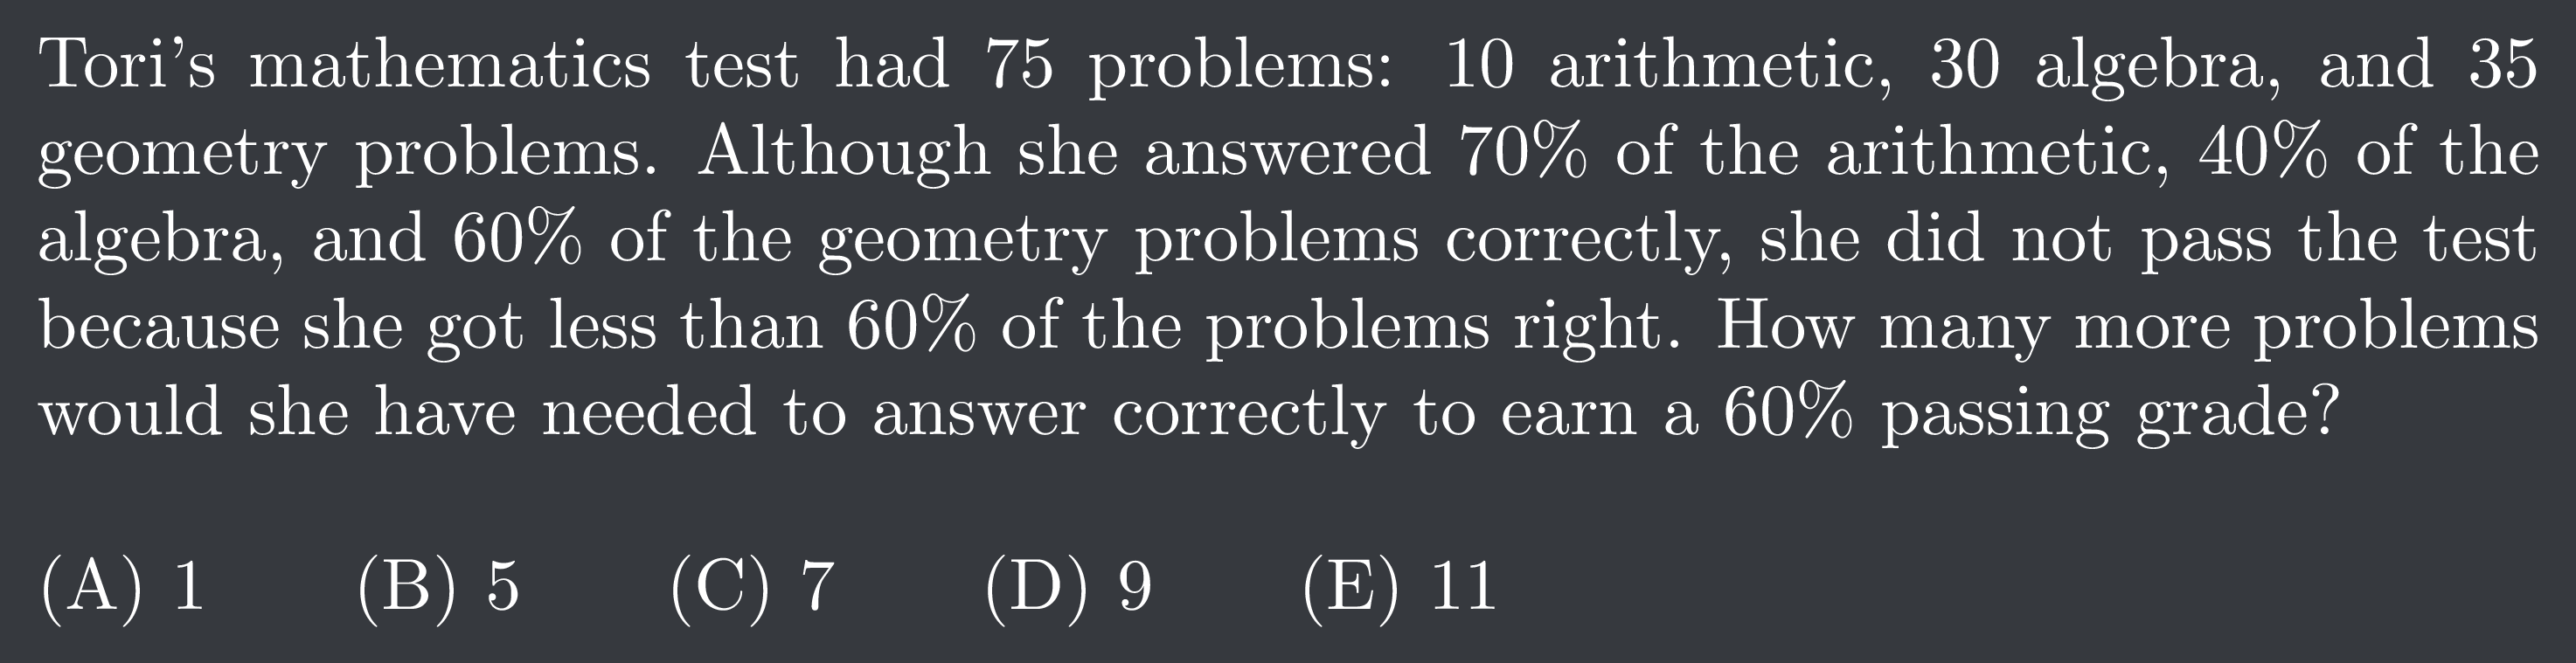 Tori's mathematics test had 75 problems: 10 arithmetic, 30 algebra, and 35
geometry problems. Although she answered 70% of the arithmetic, 40% of the
algebra, and 60% of the geometry problems correctly, she did not pass the test
because she got less than 60% of the problems right. How many more problems
would she have needed to answer correctly to earn a 60% passing grade?
(A) 1 (B) 5 (C) 7 (D) 9 (E) 11